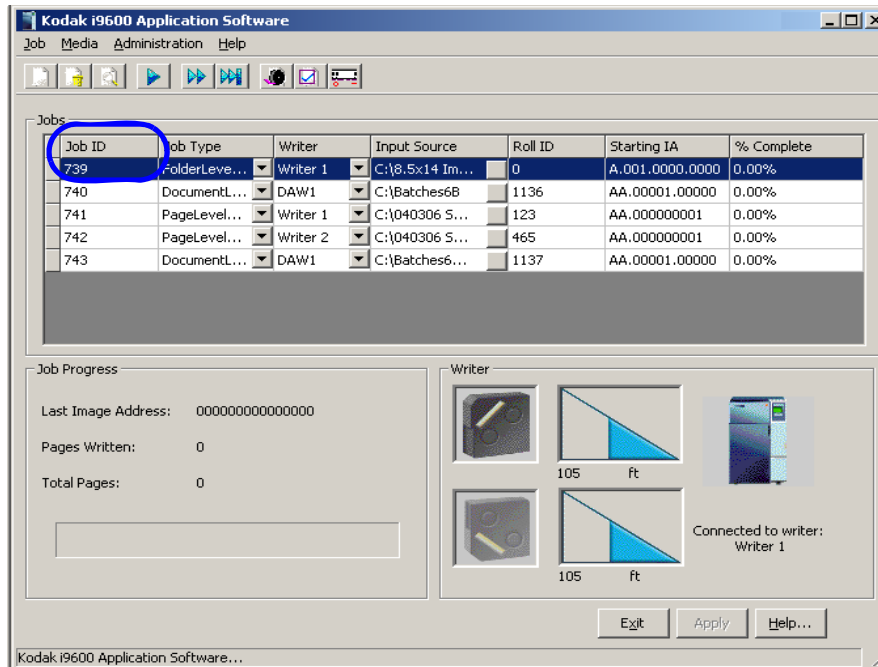 Kodak i9600 Application Software
Job Media Administration Help
Jobs
Job ID Job Type Writer Input Source Roll ID Starting IA % Complete
739 FolderLeve... Writer 1 C:\8.5x14 Im... 0 A.001.0000.0000 0.00%
740 DocumentL... DAW1 C:\Batches6B 1136 AA.00001.00000 0.00%
741 PageLevel... Writer 1 C:\040306 S... 123 AA.000000001 0.00%
742 PageLevel... Writer 2 C:\040306 S... 465 AA.000000001 0.00%
743 DocumentL... DAW1 C:\Batches6... 1137 AA.00001.00000 0.00%
Job Progress
Last Image Address: 000000000000000
Pages Written: 0
Total Pages: 0
Writer
105 ft
105 ft
Connected to writer:
Writer 1
Exit Apply Help...
Kodak i9600 Application Software...